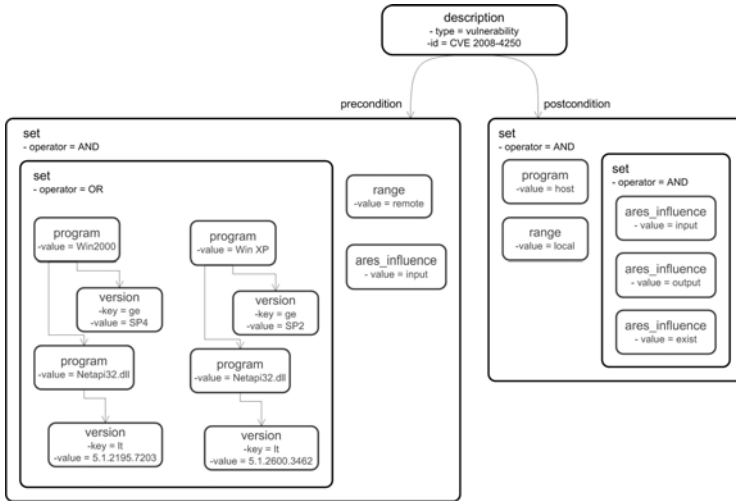 description
- type = vulnerability
-id = CVE 2008-4250
precondition
postcondition
set
- operator = AND
set
- operator = OR
program
-value = Win2000
version
-key = ge
-value = SP4
program
-value = Netapi32.dll
version
-key = lt
-value = 5.1.2195.7203
program
-value = Win XP
version
-key = ge
-value = SP2
program
-value = Netapi32.dll
version
-key = lt
-value = 5.1.2600.3462
range
-value = remote
ares_influence
- value = input
set
- operator = AND
program
-value = host
range
-value = local
set
- operator = AND
ares_influence
- value = input
ares_influence
- value = output
ares_influence
- value = exist